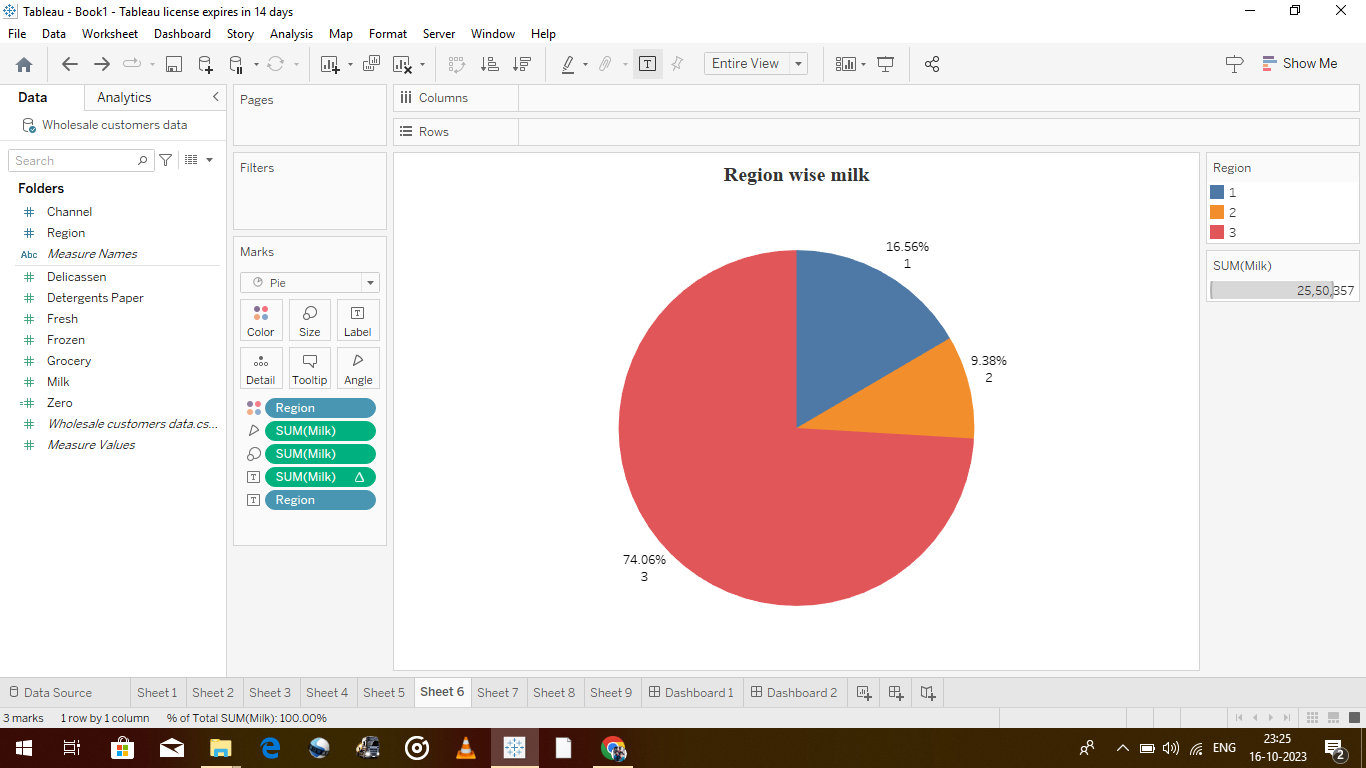 Tableau - Book1 - Tableau license expires in 14 days
File Data Worksheet Dashboard Story Analysis Map Format Server Window Help
Entire View
Show Me
Data Analytics
Wholesale customers data
Search
Folders
Channel
Region
Abc Measure Names
Delicassen
Detergents Paper
Fresh
Frozen
Grocery
Milk
Zero
Wholesale customers data.cs...
Measure Values
Pages
Filters
Marks
Pie
Color Size Label
Detail Tooltip Angle
Region
SUM(Milk)
SUM(Milk)
SUM(Milk)
Region
Columns
Rows
Region wise milk
16.56%
1
9.38%
2
74.06%
3
Region
1
2
3
SUM(Milk)
25,50,357
Data Source Sheet 1 Sheet 2 Sheet 3 Sheet 4 Sheet 5 Sheet 6 Sheet 7 Sheet 8 Sheet 9 Dashboard 1 Dashboard 2
3 marks 1 row by 1 column % of Total SUM(Milk): 100.00%
ENG
23:25
16-10-2023
2